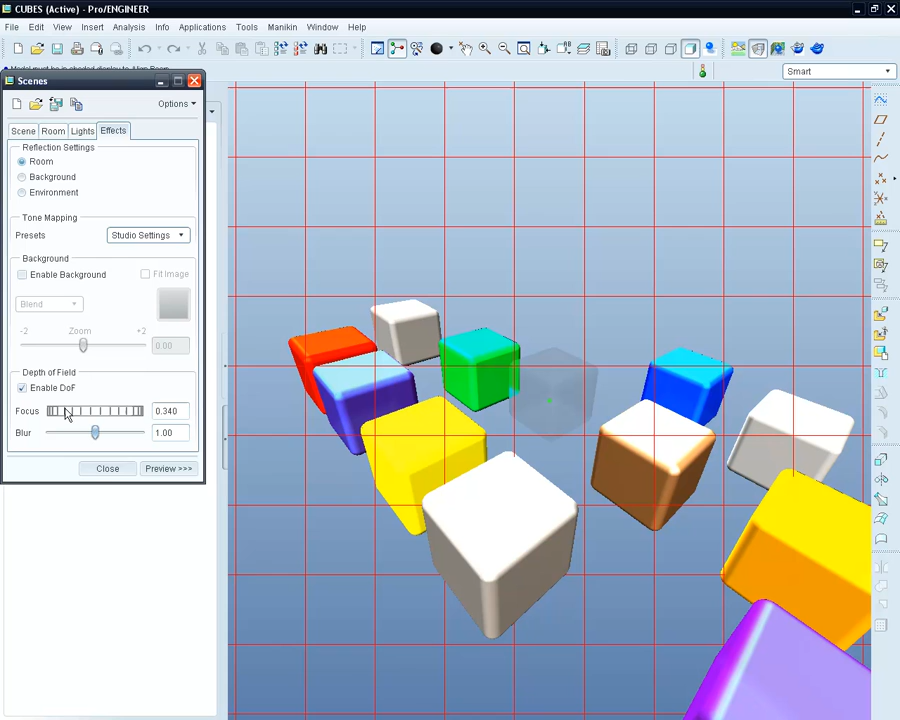 CUBES (Active) - Pro/ENGINEER
File Edit View Insert Analysis Info Applications Tools Manikin Window Help
Smart
Scenes
Options
Scene Room Lights Effects
Reflection Settings
Room
Background
Environment
Tone Mapping
Presets Studio Settings
Background
Enable Background Fit Image
Blend
-2 Zoom +2
0.00
Depth of Field
Enable DoF
Focus 0.340
Blur 1.00
Close Preview >>>